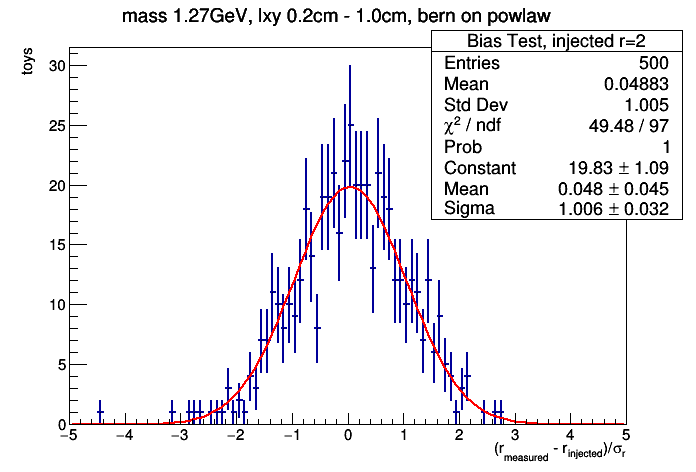 mass 1.27GeV, lxy 0.2cm - 1.0cm, bern on powlaw
Bias Test, injected r=2
Entries 500
Mean 0.04883
Std Dev 1.005
χ² / ndf 49.48 / 97
Prob 1
Constant 19.83 ± 1.09
Mean 0.048 ± 0.045
Sigma 1.006 ± 0.032
toys
30
25
20
15
10
5
0
−5 −4 −3 −2 −1 0 1 2 3 4 5
(r_measured - r_injected)/σ_r